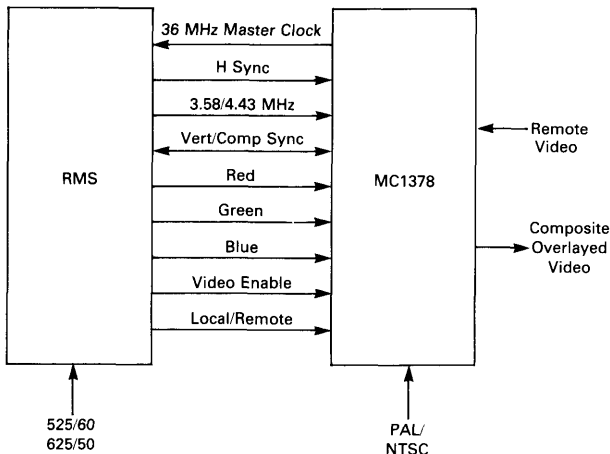 36 MHz Master Clock
H Sync
3.58/4.43 MHz
Vert/Comp Sync
RMS
Red
MC1378
Green
Blue
Video Enable
Local/Remote
Remote
Video
Composite
Overlayed
Video
525/60
625/50
PAL/
NTSC